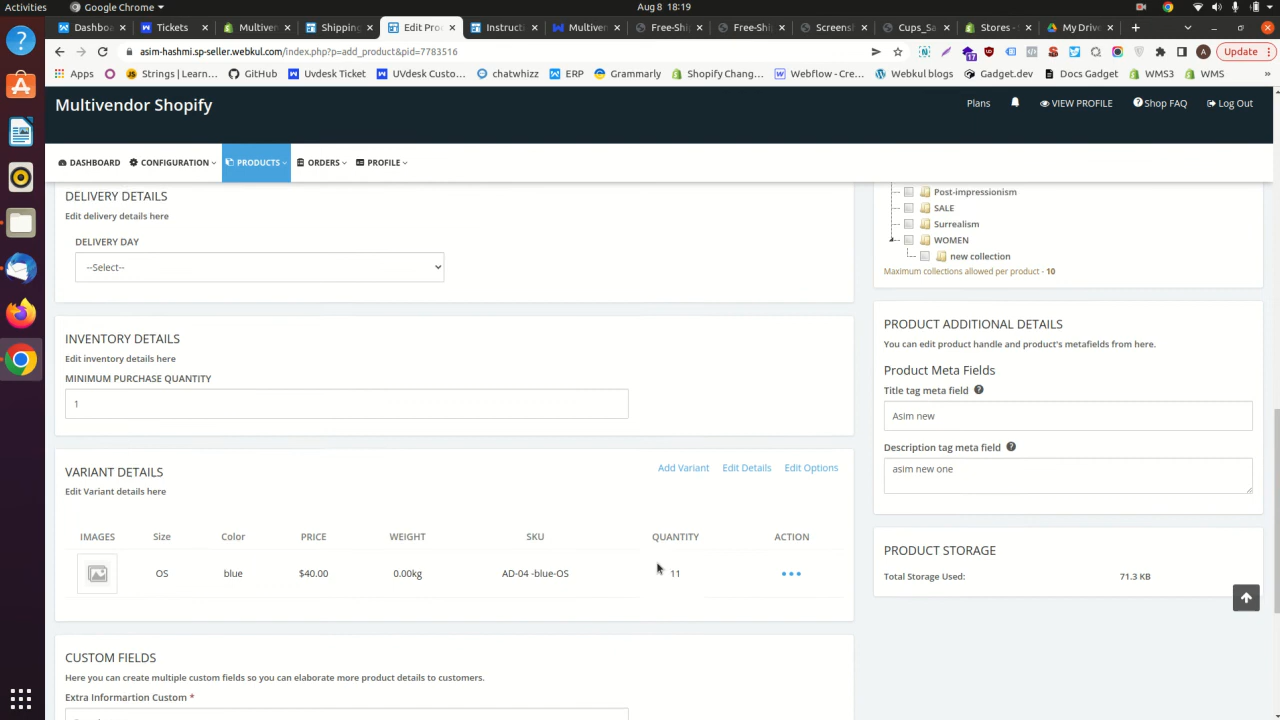 Activities
Google Chrome
Aug 8 18:19
Dashbo
Tickets
Multiven
Shipping
Edit Pro
Instructi
Multiven
Free-Shi
Free-Shi
Screensh
Cups_Sa
Stores -
My Drive
asim-hashmi.sp-seller.webkul.com/index.php?p=add_product&pid=7783516
Update
Apps
Strings | Learn...
GitHub
Uvdesk Ticket
UVdesk Custo...
chatwhizz
ERP
Grammarly
Shopify Chang...
Webflow - Cre...
Webkul blogs
Gadget.dev
Docs Gadget
WMS3
WMS
Multivendor Shopify
Plans
VIEW PROFILE
Shop FAQ
Log Out
DASHBOARD
CONFIGURATION
PRODUCTS
ORDERS
PROFILE
DELIVERY DETAILS
Edit delivery details here
DELIVERY DAY
--Select--
INVENTORY DETAILS
Edit inventory details here
MINIMUM PURCHASE QUANTITY
1
VARIANT DETAILS
Add Variant Edit Details Edit Options
Edit Variant details here
IMAGES Size Color PRICE WEIGHT SKU QUANTITY ACTION
OS blue $40.00 0.00kg AD-04 -blue-OS 11
CUSTOM FIELDS
Here you can create multiple custom fields so you can elaborate more product details to customers.
Extra Informartion Custom *
Post-impressionism
SALE
Surrealism
WOMEN
new collection
Maximum collections allowed per product - 10
PRODUCT ADDITIONAL DETAILS
You can edit product handle and product's metafields from here.
Product Meta Fields
Title tag meta field
Asim new
Description tag meta field
asim new one
PRODUCT STORAGE
Total Storage Used: 71.3 KB